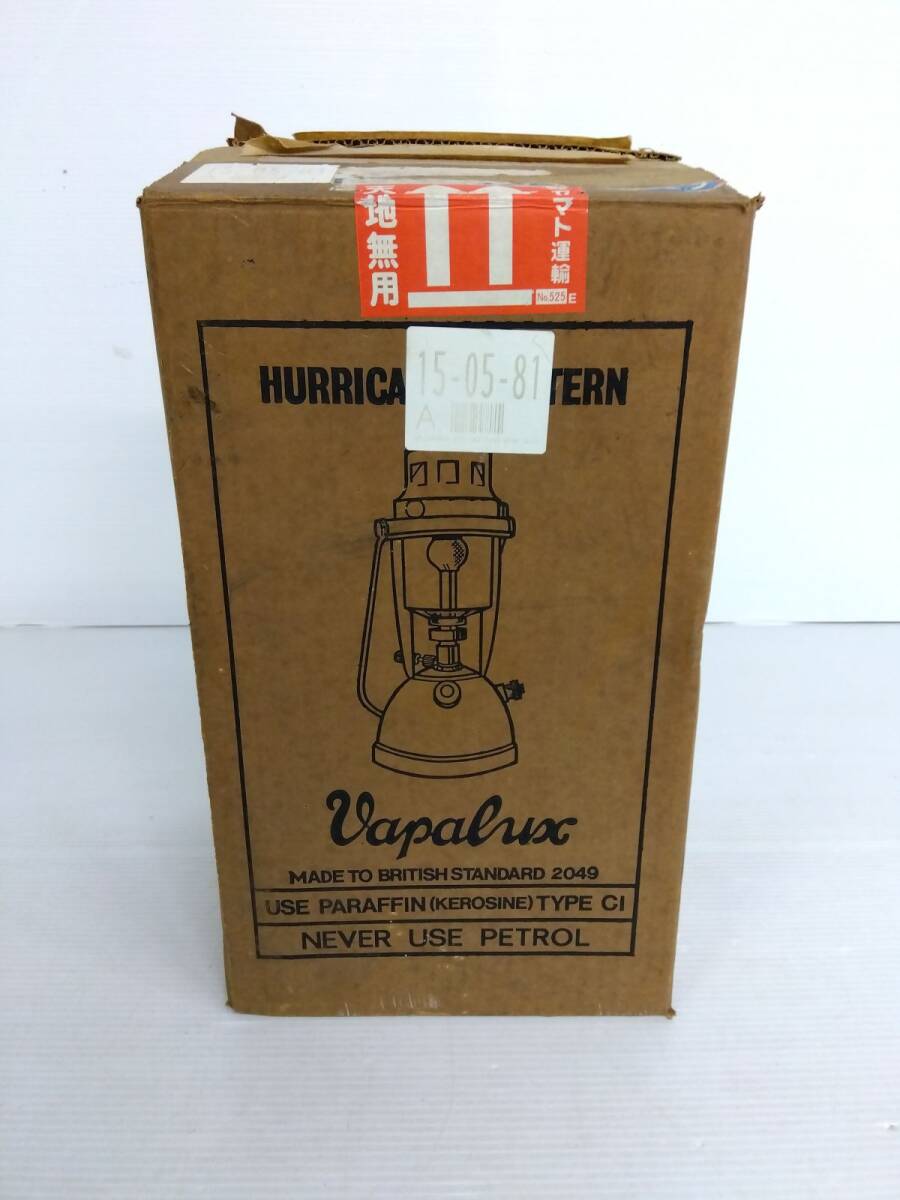 天地無用
ヤマト運輸
No.525 E
15-05-81
A
HURRICA TERN
Vapalux
MADE TO BRITISH STANDARD 2049
USE PARAFFIN (KEROSINE) TYPE CI
NEVER USE PETROL